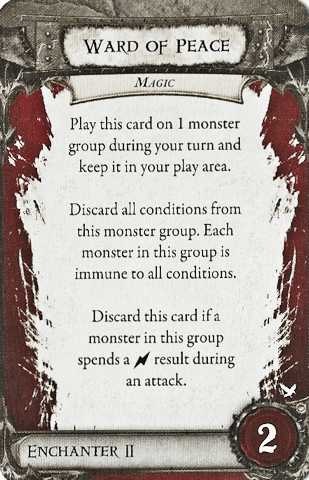 WARD OF PEACE
MAGIC
Play this card on 1 monster
group during your turn and
keep it in your play area.
Discard all conditions from
this monster group. Each
monster in this group is
immune to all conditions.
Discard this card if a
monster in this group
spends a result during
an attack.
ENCHANTER II
2